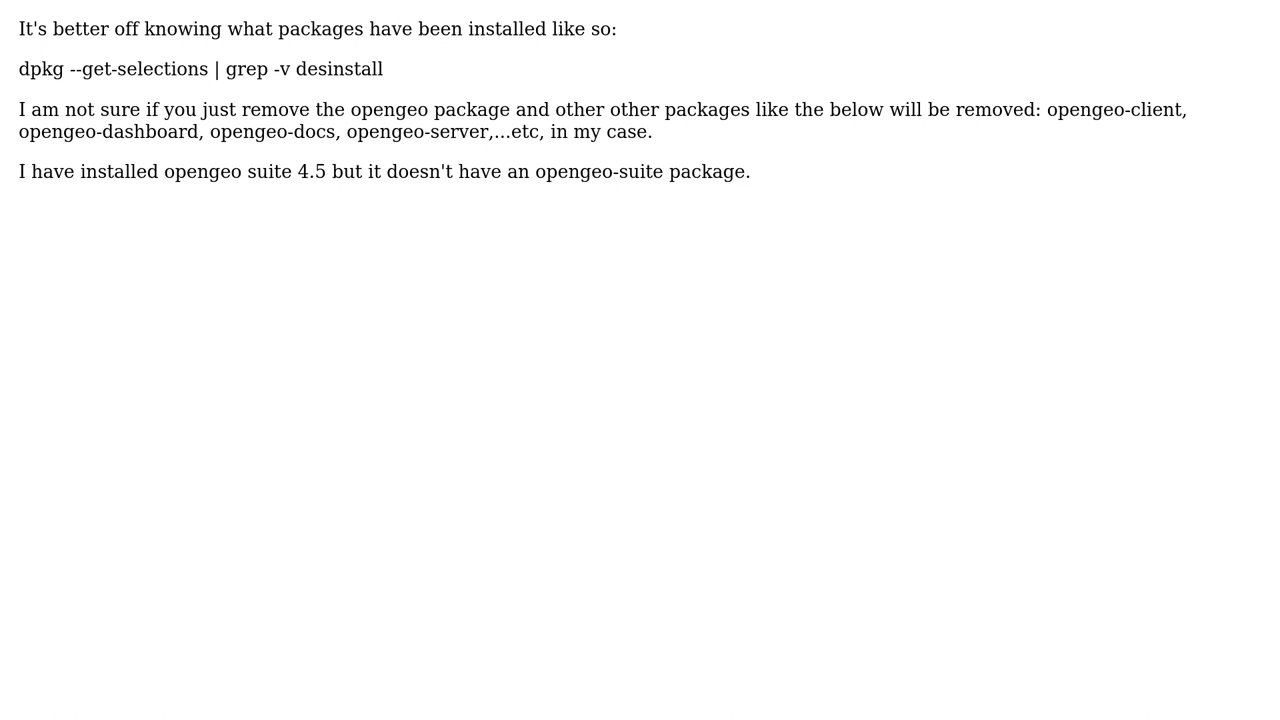 It's better off knowing what packages have been installed like so:
dpkg --get-selections | grep -v desinstall
I am not sure if you just remove the opengeo package and other other packages like the below will be removed: opengeo-client,
opengeo-dashboard, opengeo-docs, opengeo-server,...etc, in my case.
I have installed opengeo suite 4.5 but it doesn't have an opengeo-suite package.